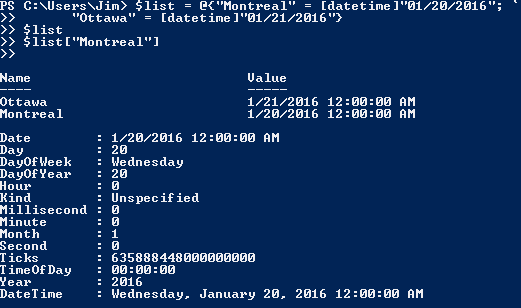 PS C:\Users\Jim> $list = @{"Montreal" = [datetime]"01/20/2016"; `
>>         "Ottawa" = [datetime]"01/21/2016"}
>> $list
>> $list["Montreal"]
>>
Name                           Value
----                           -----
Ottawa                         1/21/2016 12:00:00 AM
Montreal                       1/20/2016 12:00:00 AM
Date        : 1/20/2016 12:00:00 AM
Day         : 20
DayOfWeek   : Wednesday
DayOfYear   : 20
Hour        : 0
Kind        : Unspecified
Millisecond : 0
Minute      : 0
Month       : 1
Second      : 0
Ticks       : 635888448000000000
TimeOfDay   : 00:00:00
Year        : 2016
DateTime    : Wednesday, January 20, 2016 12:00:00 AM